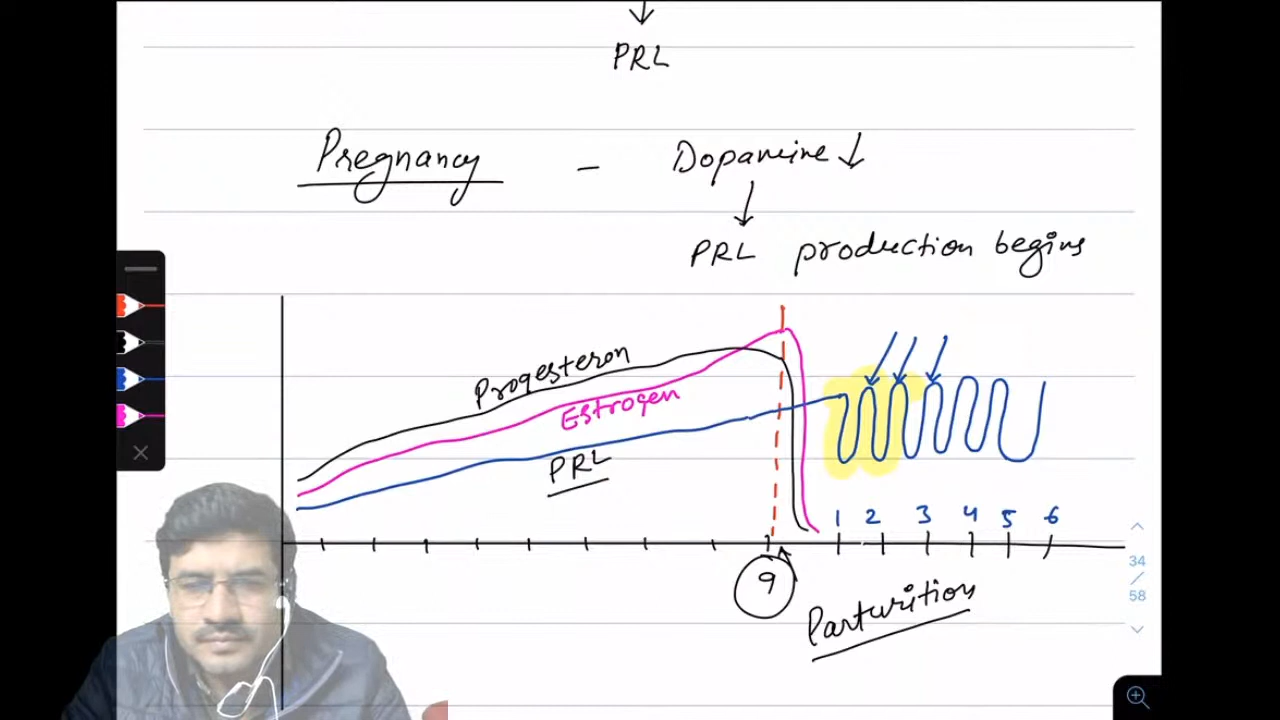 PRL
Pregnancy - Dopamine ↓
PRL production begins
Progesteron
Estrogen
PRL
1 2 3 4 5 6
9
Parturition
34
/
58